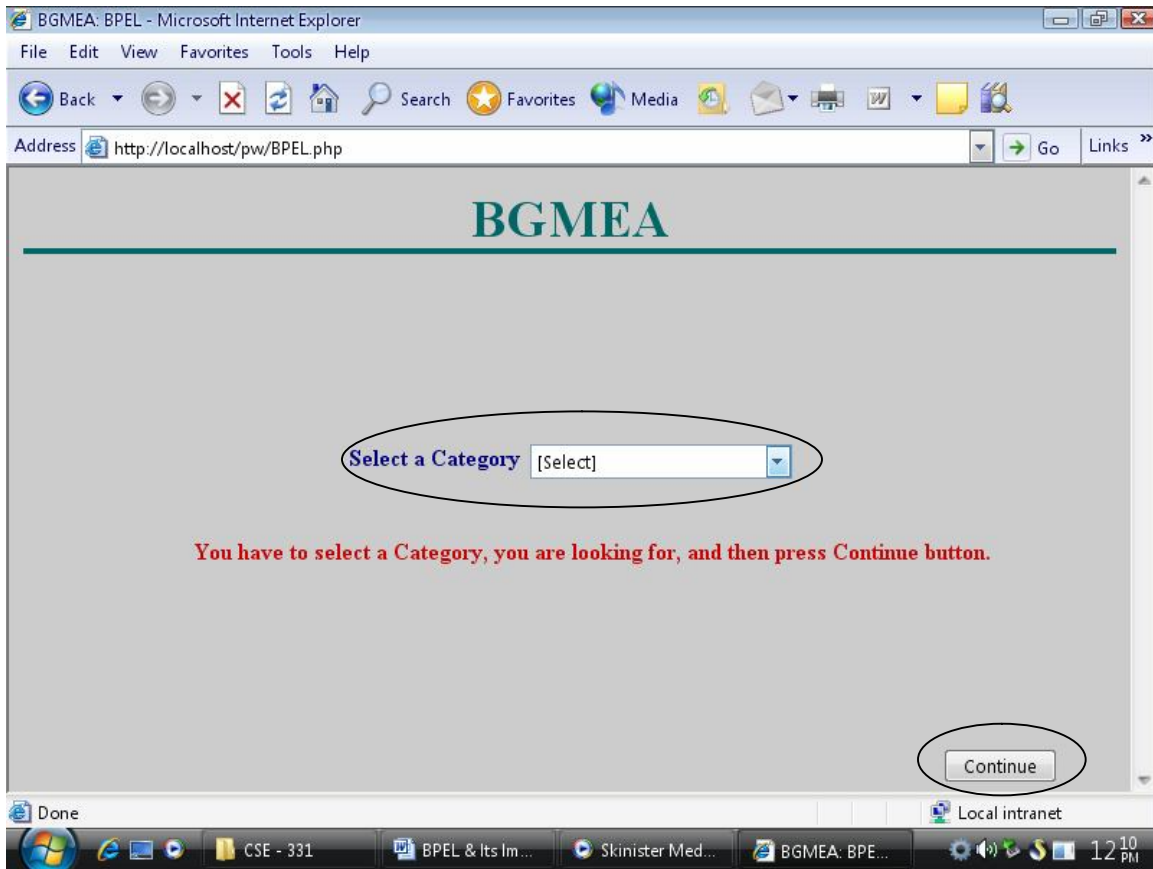 BGMEA: BPEL - Microsoft Internet Explorer
File Edit View Favorites Tools Help
Back Search Favorites Media
Address http://localhost/pw/BPEL.php Go Links »
BGMEA
Select a Category [Select]
You have to select a Category, you are looking for, and then press Continue button.
Continue
Done Local intranet
CSE - 331 BPEL & Its Im... Skinister Med... BGMEA: BPE... 12 10 PM